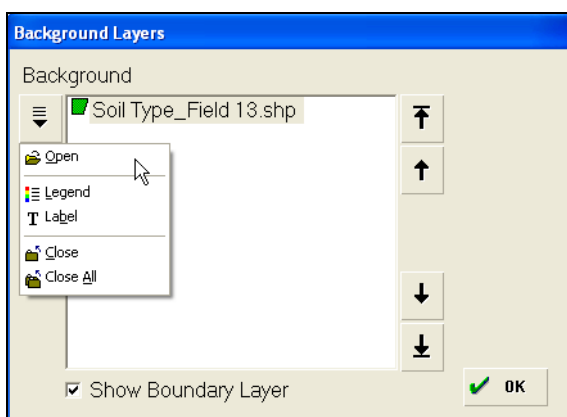 Background Layers
Background
Soil Type_Field 13.shp
Open
Legend
T Label
Close
Close All
Show Boundary Layer
OK